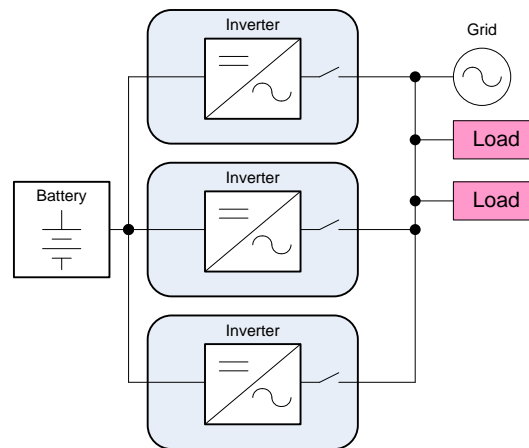 Inverter
Grid
Load
Inverter
Battery
Load
Inverter